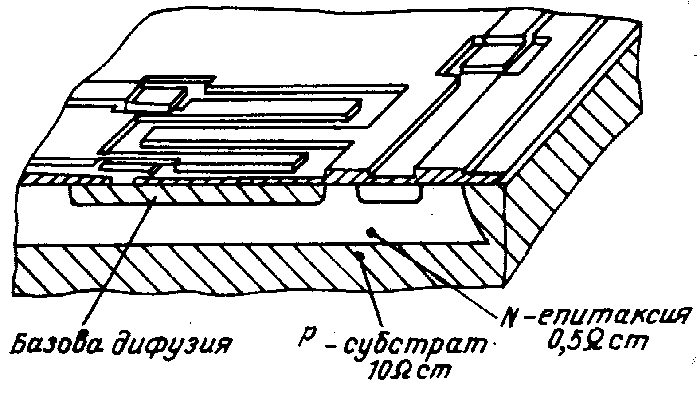 Базова дифузия
P - субстрат
10Ω cm
N - епитаксия
0,5Ω cm